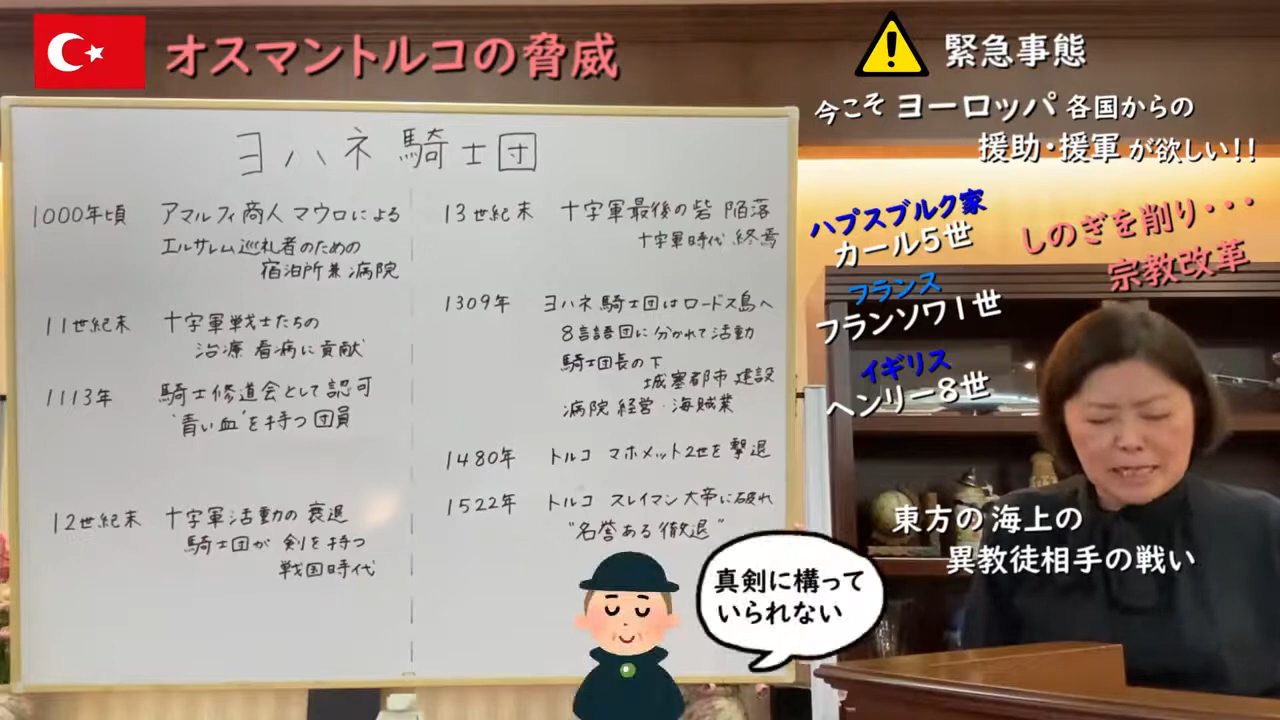 オスマントルコの脅威
緊急事態
今こそ ヨーロッパ 各国からの
援助・援軍 が欲しい!!
ハプスブルク家
カール5世
フランス
フランソワ1世
イギリス
ヘンリー8世
しのぎを削り・・・
宗教改革
東方の 海上の
異教徒相手の戦い
真剣に構って
いられない
ヨハネ騎士団
1000年頃 アマルフィ商人 マウロによる
エルサレム巡礼者のための
宿泊所兼病院
11世紀末 十字軍戦士たちの
治療 看病に貢献
1113年 騎士修道会として認可
"青い血"を持つ団員
12世紀末 十字軍活動の衰退
騎士団が 剣を持つ
戦国時代
13世紀末 十字軍最後の砦 陥落
十字軍時代 終焉
1309年 ヨハネ騎士団はロードス島へ
8言語団に分かれて活動
騎士団長の下
城塞都市 建設
病院 経営・海賊業
1480年 トルコ マホメット2世を撃退
1522年 トルコ スレイマン大帝に破れ
"名誉ある徹退"